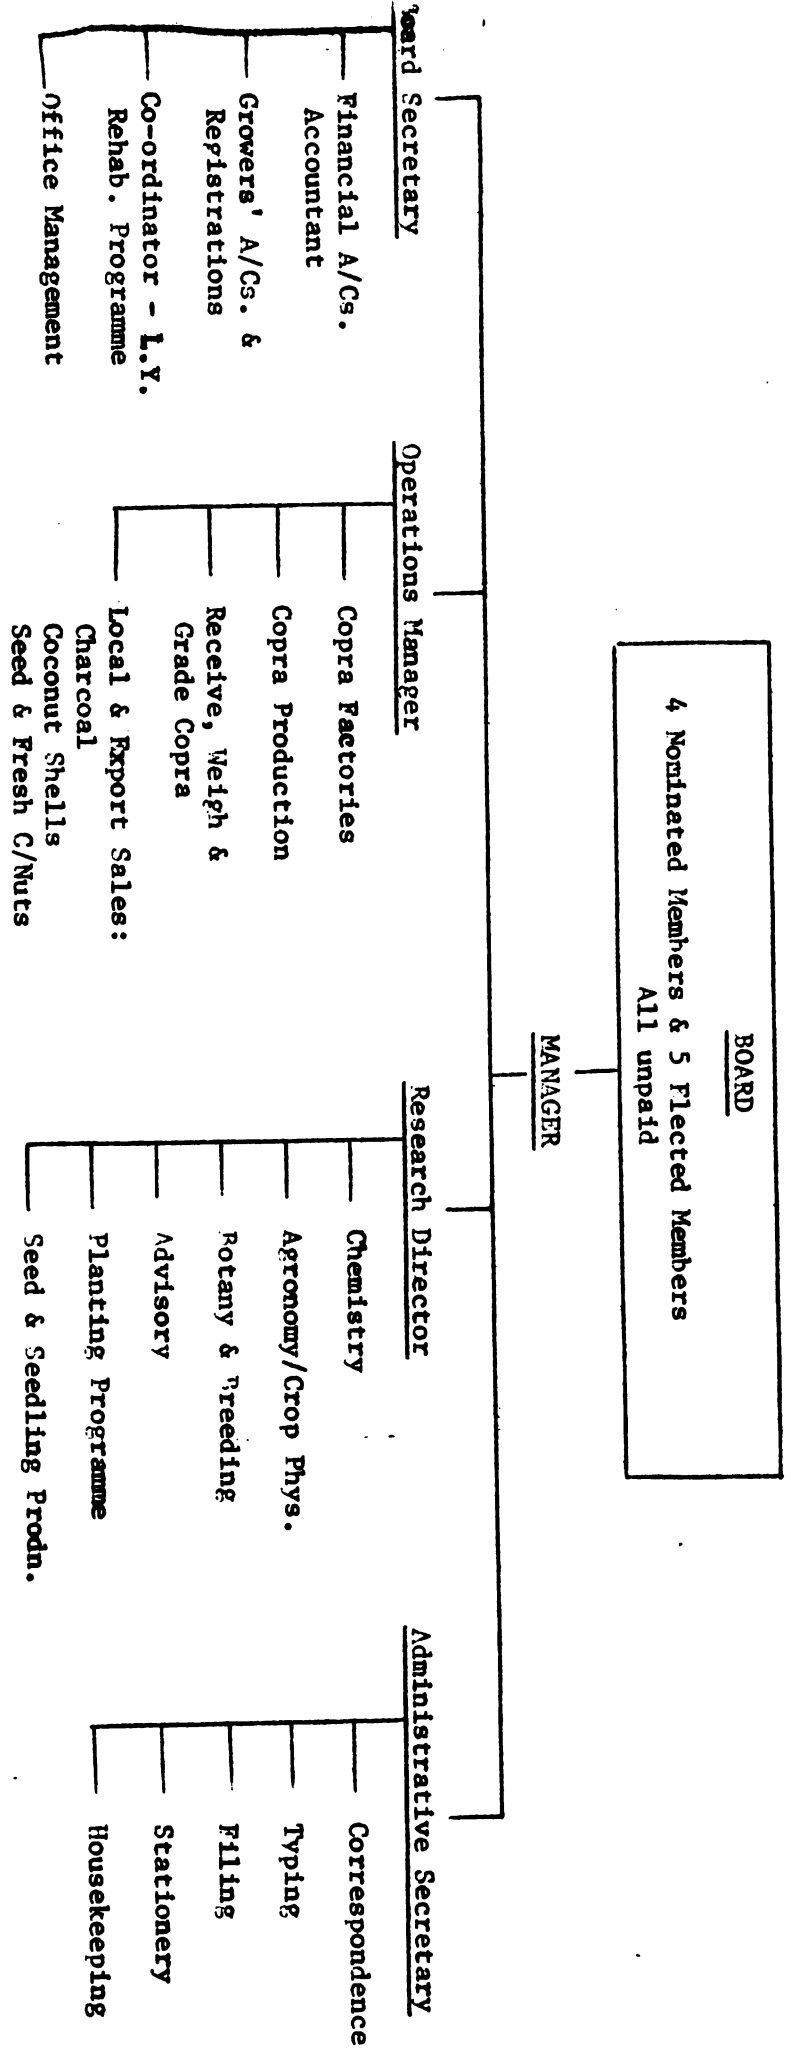 BOARD
4 Nominated Members & 5 Elected Members
All unpaid
MANAGER
Board Secretary
Financial A/Cs.
Accountant
Growers' A/Cs. &
Registrations
Co-ordinator - L.Y.
Rehab. Programme
Office Management
Operations Manager
Copra Factories
Copra Production
Receive, Weigh &
Grade Copra
Local & Export Sales:
Charcoal
Coconut Shells
Seed & Fresh C/Nuts
Research Director
Chemistry
Agronomy/Crop Phys.
Botany & Breeding
Advisory
Planting Programme
Seed & Seedling Prodn.
Administrative Secretary
Correspondence
Typing
Filing
Stationery
Housekeeping